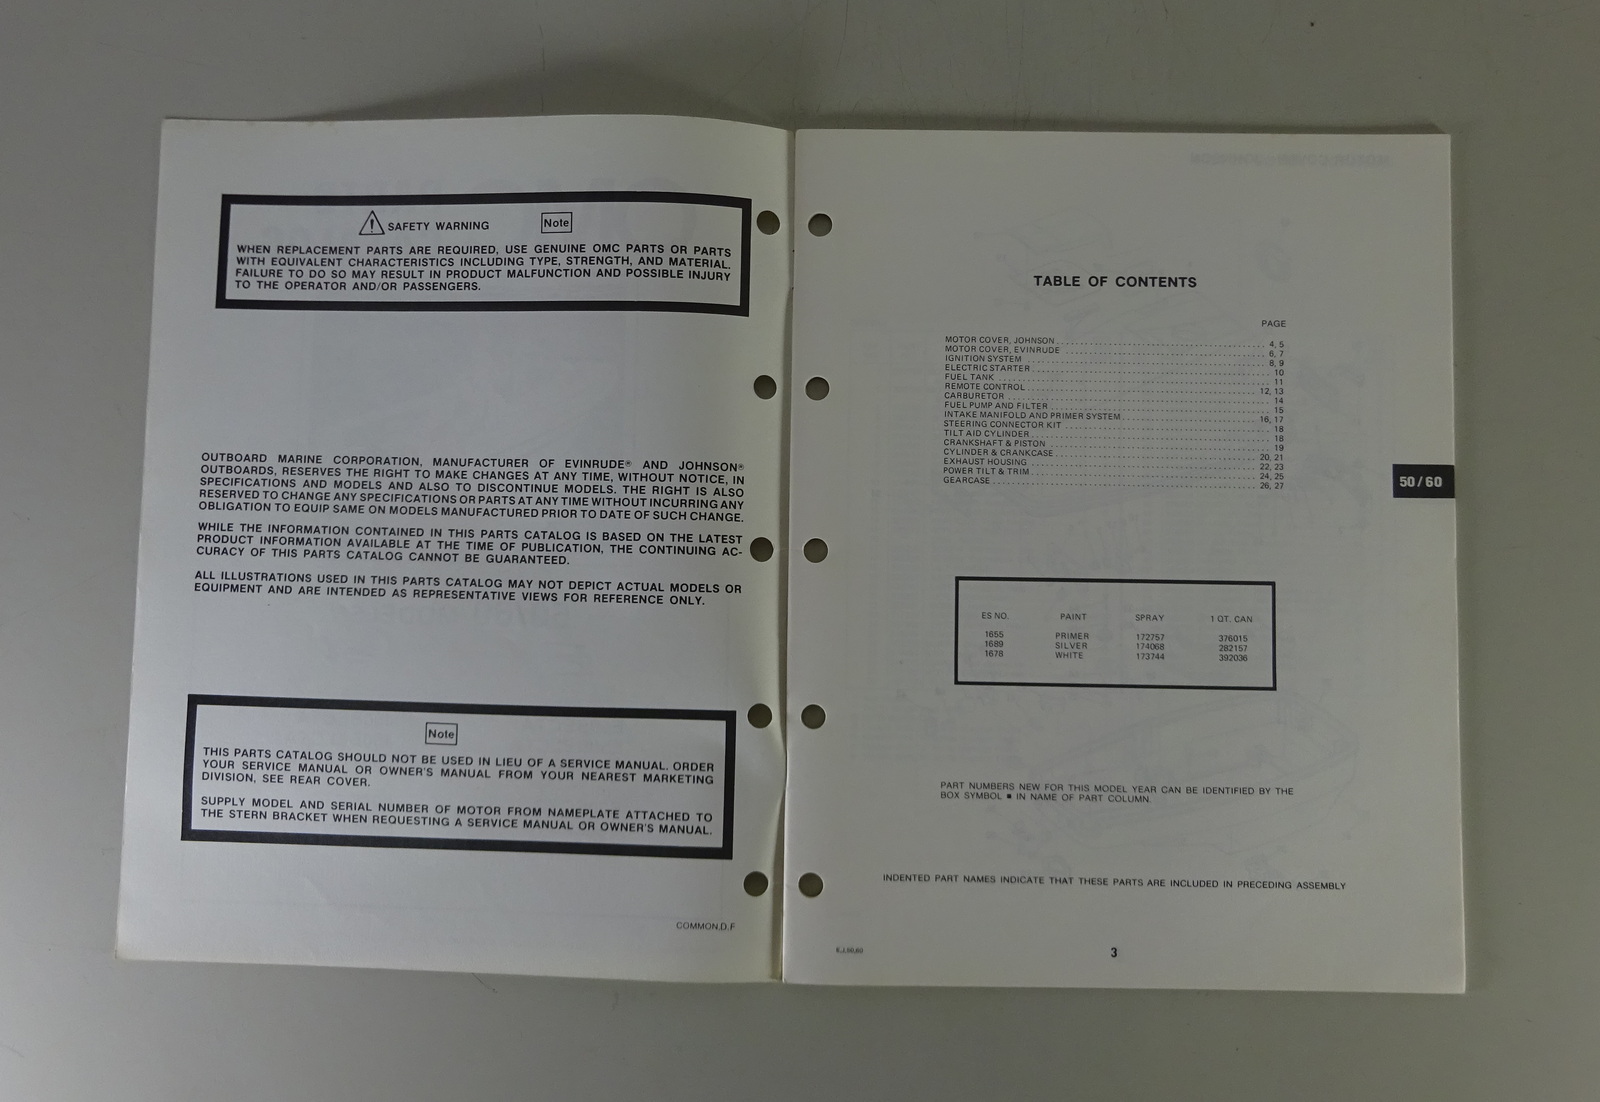 SAFETY WARNING Note
WHEN REPLACEMENT PARTS ARE REQUIRED, USE GENUINE OMC PARTS OR PARTS
WITH EQUIVALENT CHARACTERISTICS INCLUDING TYPE, STRENGTH, AND MATERIAL.
FAILURE TO DO SO MAY RESULT IN PRODUCT MALFUNCTION AND POSSIBLE INJURY
TO THE OPERATOR AND/OR PASSENGERS.
OUTBOARD MARINE CORPORATION, MANUFACTURER OF EVINRUDE® AND JOHNSON®
OUTBOARDS, RESERVES THE RIGHT TO MAKE CHANGES AT ANY TIME, WITHOUT NOTICE, IN
SPECIFICATIONS AND MODELS AND ALSO TO DISCONTINUE MODELS. THE RIGHT IS ALSO
RESERVED TO CHANGE ANY SPECIFICATIONS OR PARTS AT ANY TIME WITHOUT INCURRING ANY
OBLIGATION TO EQUIP SAME ON MODELS MANUFACTURED PRIOR TO DATE OF SUCH CHANGE.
WHILE THE INFORMATION CONTAINED IN THIS PARTS CATALOG IS BASED ON THE LATEST
PRODUCT INFORMATION AVAILABLE AT THE TIME OF PUBLICATION, THE CONTINUING AC-
CURACY OF THIS PARTS CATALOG CANNOT BE GUARANTEED.
ALL ILLUSTRATIONS USED IN THIS PARTS CATALOG MAY NOT DEPICT ACTUAL MODELS OR
EQUIPMENT AND ARE INTENDED AS REPRESENTATIVE VIEWS FOR REFERENCE ONLY.
Note
THIS PARTS CATALOG SHOULD NOT BE USED IN LIEU OF A SERVICE MANUAL. ORDER
YOUR SERVICE MANUAL OR OWNER'S MANUAL FROM YOUR NEAREST MARKETING
DIVISION, SEE REAR COVER.
SUPPLY MODEL AND SERIAL NUMBER OF MOTOR FROM NAMEPLATE ATTACHED TO
THE STERN BRACKET WHEN REQUESTING A SERVICE MANUAL OR OWNER'S MANUAL.
COMMON,D,F
TABLE OF CONTENTS
PAGE
MOTOR COVER, JOHNSON 4, 5
MOTOR COVER, EVINRUDE 6, 7
IGNITION SYSTEM 8, 9
ELECTRIC STARTER 10
FUEL TANK 11
REMOTE CONTROL 12, 13
CARBURETOR 14
FUEL PUMP AND FILTER 15
INTAKE MANIFOLD AND PRIMER SYSTEM 16, 17
STEERING CONNECTOR KIT 18
TILT AID CYLINDER 18
CRANKSHAFT & PISTON 19
CYLINDER & CRANKCASE 20, 21
EXHAUST HOUSING 22, 23
POWER TILT & TRIM 24, 25
GEARCASE 26, 27
50/60
ES NO. PAINT SPRAY 1 QT. CAN
1655 PRIMER 172757 376015
1689 SILVER 174068 282157
1678 WHITE 173744 392036
PART NUMBERS NEW FOR THIS MODEL YEAR CAN BE IDENTIFIED BY THE
BOX SYMBOL ■ IN NAME OF PART COLUMN.
INDENTED PART NAMES INDICATE THAT THESE PARTS ARE INCLUDED IN PRECEDING ASSEMBLY
E,J,50,60
3